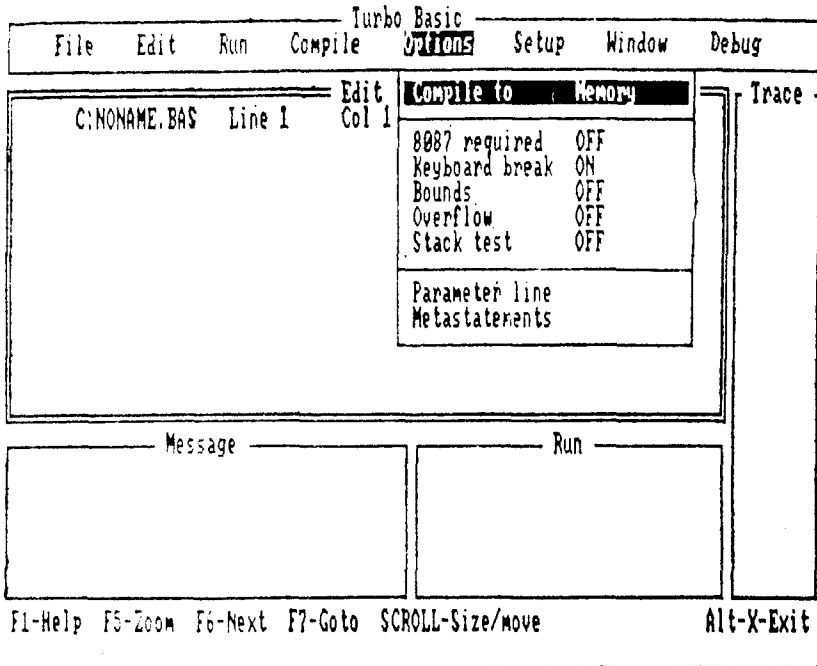 Turbo Basic
File Edit Run Compile Options Setup Window Debug
Edit
C:NONAME.BAS Line 1 Col 1
Compile to Memory
8087 required OFF
Keyboard break ON
Bounds OFF
Overflow OFF
Stack test OFF
Parameter line
Metastatements
Trace
Message
Run
F1-Help F5-Zoom F6-Next F7-Goto SCROLL-Size/move Alt-X-Exit